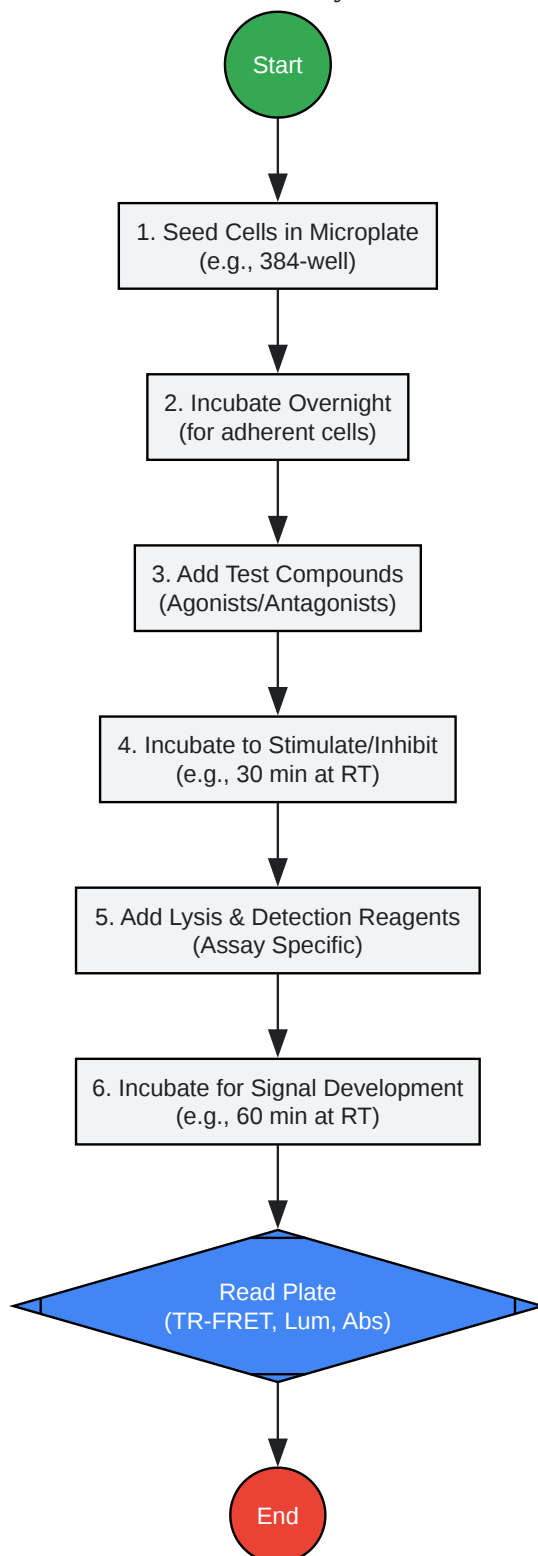 Start
1. Seed Cells in Microplate
(e.g., 384-well)
2. Incubate Overnight
(for adherent cells)
3. Add Test Compounds
(Agonists/Antagonists)
4. Incubate to Stimulate/Inhibit
(e.g., 30 min at RT)
5. Add Lysis & Detection Reagents
(Assay Specific)
6. Incubate for Signal Development
(e.g., 60 min at RT)
Read Plate
(TR-FRET, Lum, Abs)
End